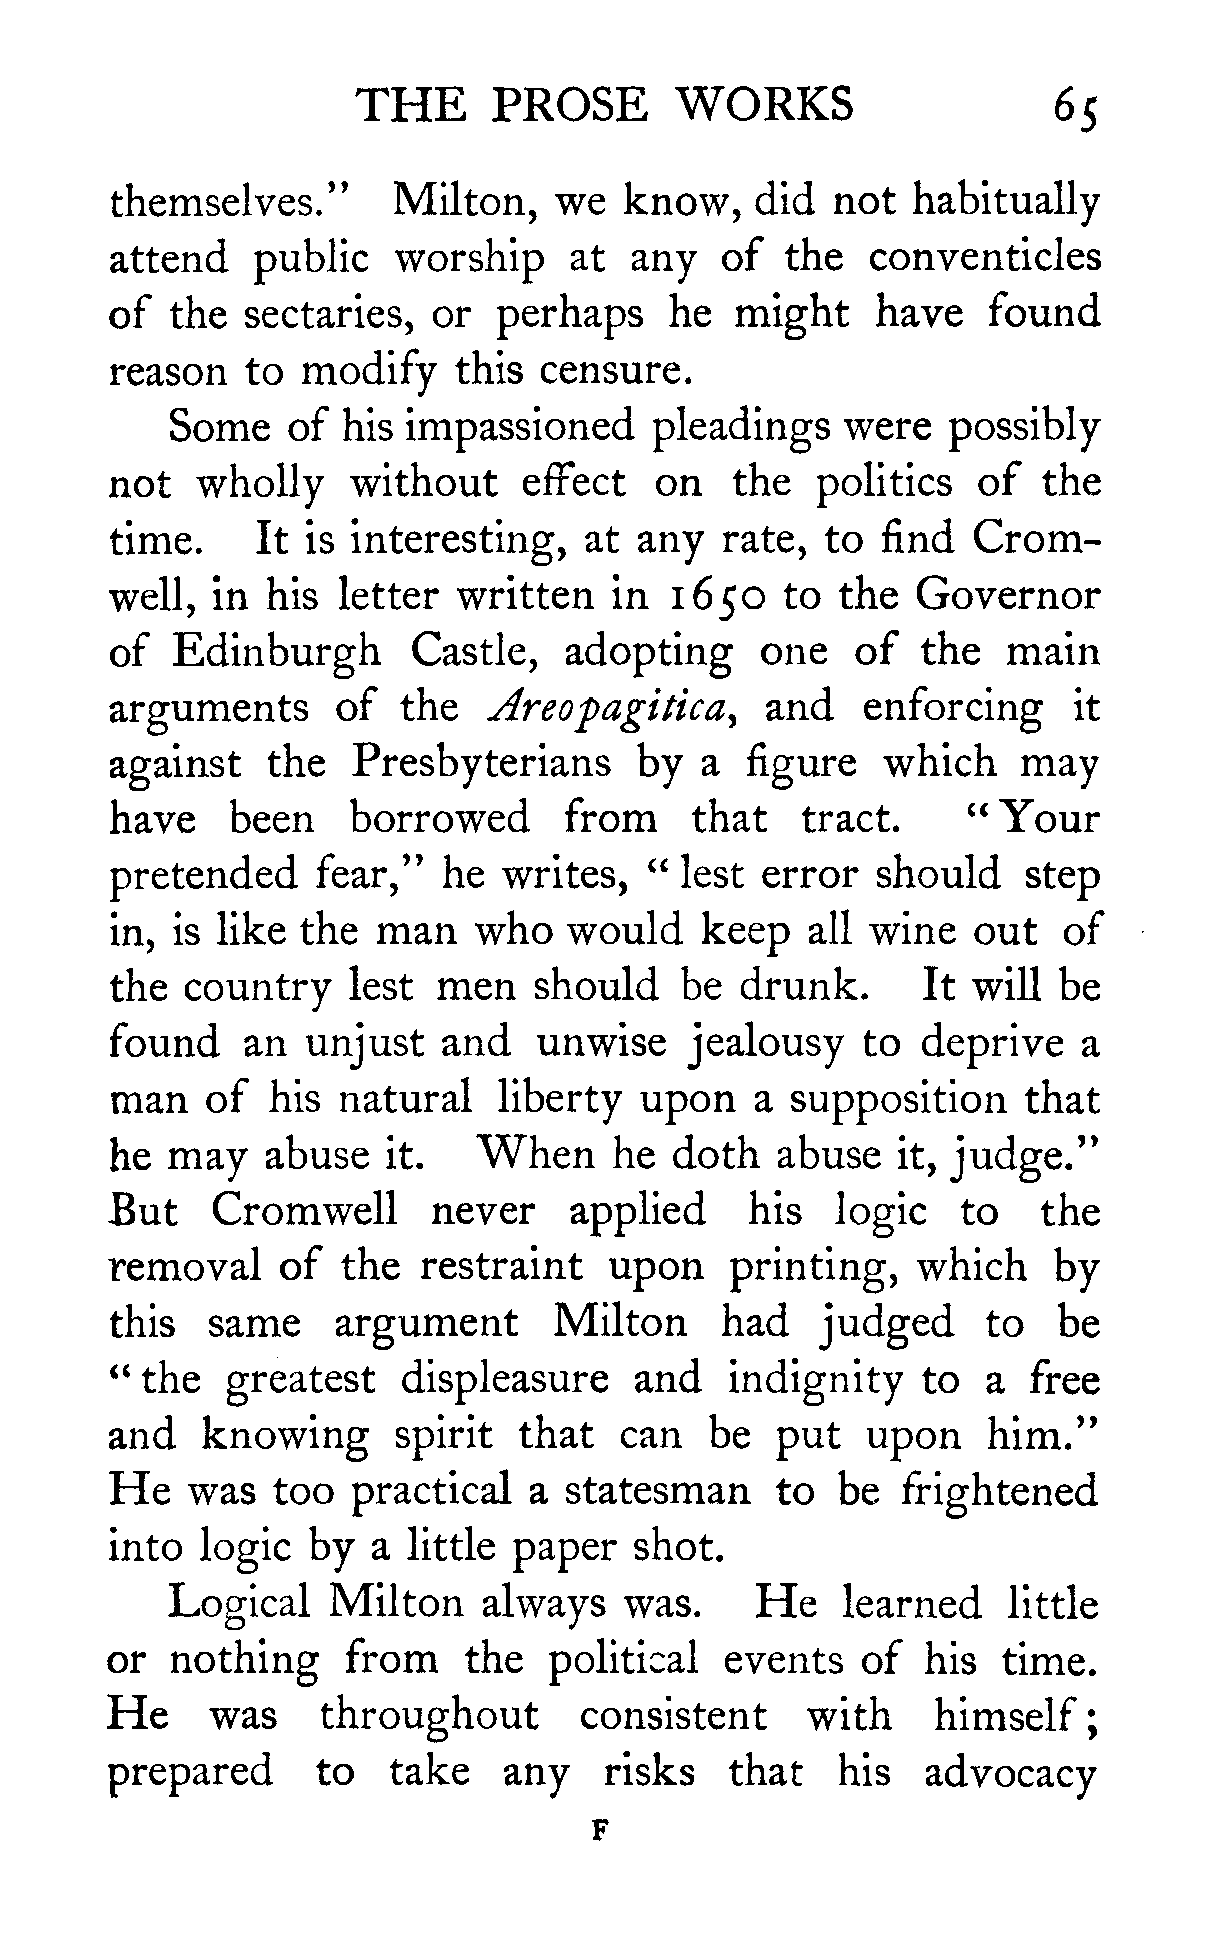 THE PROSE WORKS 65
themselves." Milton, we know, did not habitually
attend public worship at any of the conventicles
of the sectaries, or perhaps he might have found
reason to modify this censure.
Some of his impassioned pleadings were possibly
not wholly without effect on the politics of the
time. It is interesting, at any rate, to find Crom-
well, in his letter written in 1650 to the Governor
of Edinburgh Castle, adopting one of the main
arguments of the Areopagitica, and enforcing it
against the Presbyterians by a figure which may
have been borrowed from that tract. "Your
pretended fear," he writes, "lest error should step
in, is like the man who would keep all wine out of
the country lest men should be drunk. It will be
found an unjust and unwise jealousy to deprive a
man of his natural liberty upon a supposition that
he may abuse it. When he doth abuse it, judge."
But Cromwell never applied his logic to the
removal of the restraint upon printing, which by
this same argument Milton had judged to be
"the greatest displeasure and indignity to a free
and knowing spirit that can be put upon him."
He was too practical a statesman to be frightened
into logic by a little paper shot.
Logical Milton always was. He learned little
or nothing from the political events of his time.
He was throughout consistent with himself;
prepared to take any risks that his advocacy
F